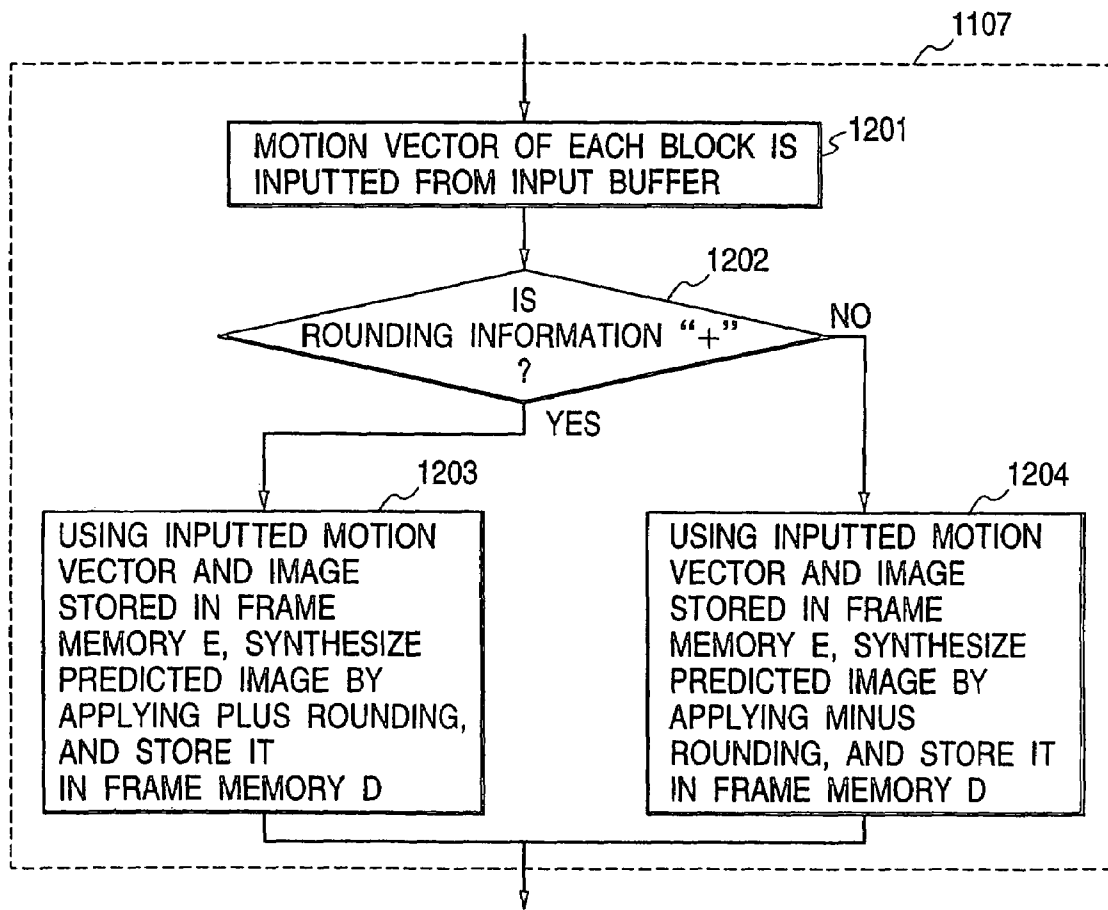 1107
MOTION VECTOR OF EACH BLOCK IS
INPUTTED FROM INPUT BUFFER
1201
1202
IS
ROUNDING INFORMATION “+”
?
NO
YES
1203
USING INPUTTED MOTION
VECTOR AND IMAGE
STORED IN FRAME
MEMORY E, SYNTHESIZE
PREDICTED IMAGE BY
APPLYING PLUS ROUNDING,
AND STORE IT
IN FRAME MEMORY D
1204
USING INPUTTED MOTION
VECTOR AND IMAGE
STORED IN FRAME
MEMORY E, SYNTHESIZE
PREDICTED IMAGE BY
APPLYING MINUS
ROUNDING, AND STORE IT
IN FRAME MEMORY D